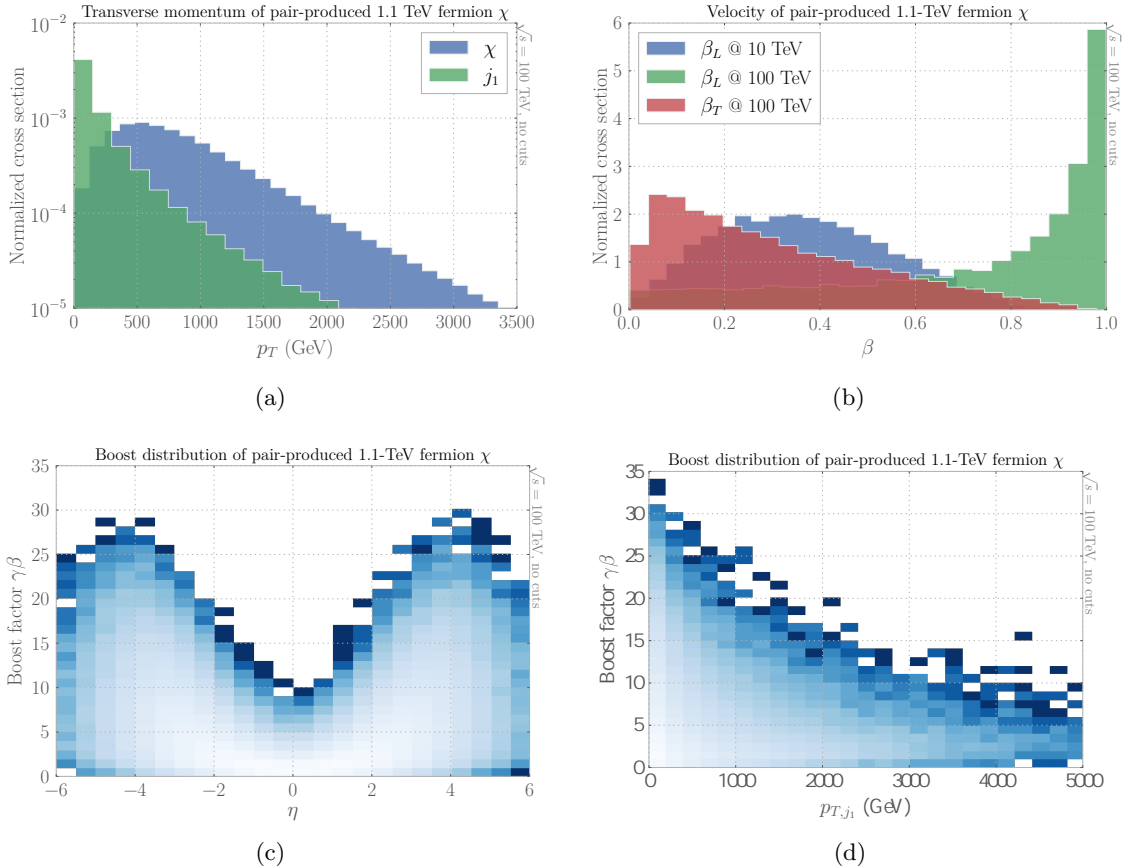 Transverse momentum of pair-produced 1.1 TeV fermion χ
10⁻²
10⁻³
10⁻⁴
10⁻⁵
Normalized cross section
χ
j₁
√s = 100 TeV, no cuts
0 500 1000 1500 2000 2500 3000 3500
p_T (GeV)
(a)
Velocity of pair-produced 1.1-TeV fermion χ
6
5
4
3
2
1
0
Normalized cross section
β_L @ 10 TeV
β_L @ 100 TeV
β_T @ 100 TeV
√s = 100 TeV, no cuts
0.0 0.2 0.4 0.6 0.8 1.0
β
(b)
Boost distribution of pair-produced 1.1-TeV fermion χ
35
30
25
20
15
10
5
0
Boost factor γβ
√s = 100 TeV, no cuts
−6 −4 −2 0 2 4 6
η
(c)
Boost distribution of pair-produced 1.1-TeV fermion χ
35
30
25
20
15
10
5
0
Boost factor γβ
√s = 100 TeV, no cuts
0 1000 2000 3000 4000 5000
p_{T,j₁} (GeV)
(d)